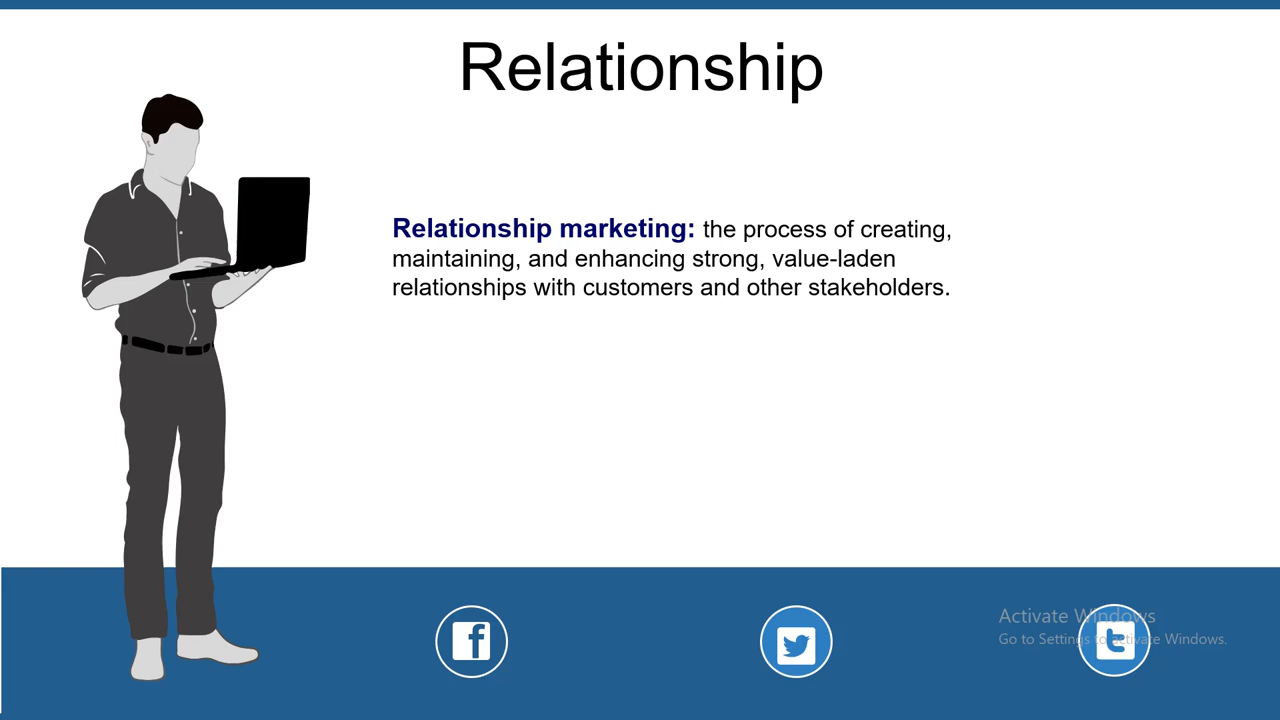 Relationship
Relationship marketing: the process of creating,
maintaining, and enhancing strong, value-laden
relationships with customers and other stakeholders.
Activate Windows
Go to Settings to activate Windows.